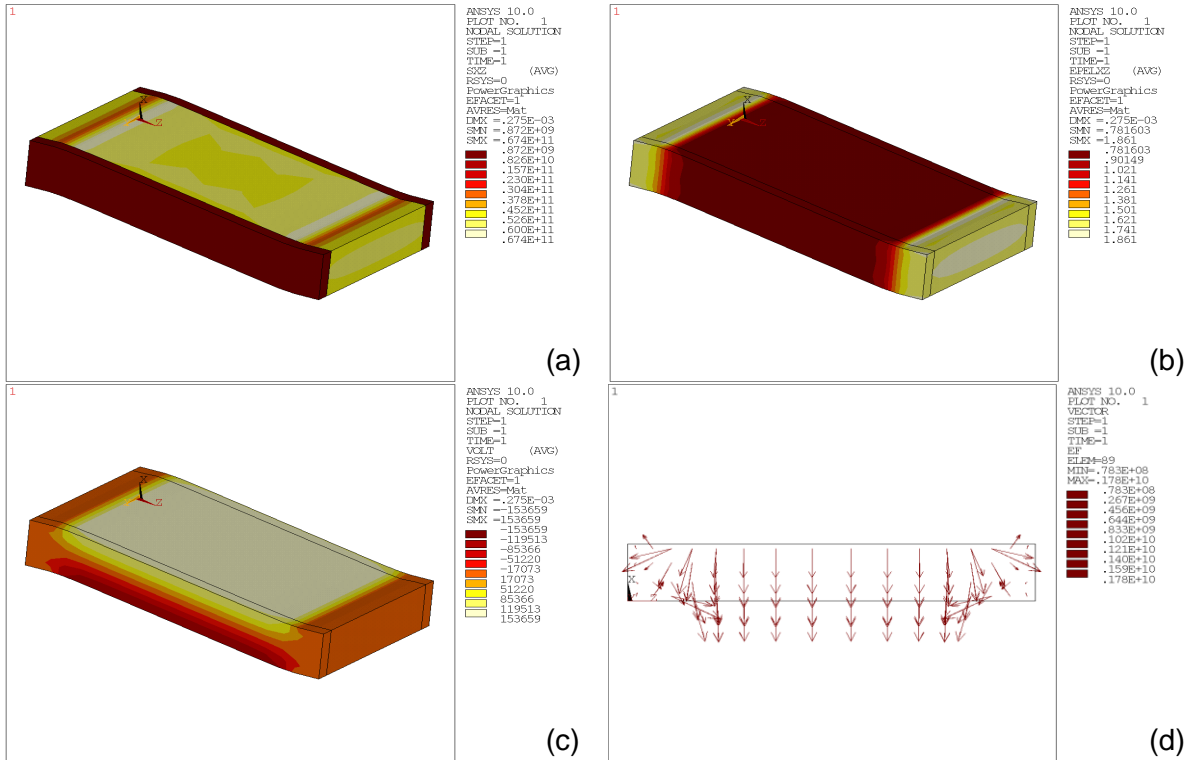 1
ANSYS 10.0
PLOT NO. 1
NODAL SOLUTION
STEP=1
SUB =1
TIME=1
SXZ (AVG)
RSYS=0
PowerGraphics
EFACET=1
AVRES=Mat
DMX =.275E-03
SMN =.872E+09
SMX =.674E+11
.872E+09
.826E+10
.157E+11
.230E+11
.304E+11
.378E+11
.452E+11
.526E+11
.600E+11
.674E+11
X
Z
(a)
1
ANSYS 10.0
PLOT NO. 1
NODAL SOLUTION
STEP=1
SUB =1
TIME=1
EPELXZ (AVG)
RSYS=0
PowerGraphics
EFACET=1
AVRES=Mat
DMX =.275E-03
SMN =.781603
SMX =1.861
.781603
.90149
1.021
1.141
1.261
1.381
1.501
1.621
1.741
1.861
X
Y
Z
(b)
1
ANSYS 10.0
PLOT NO. 1
NODAL SOLUTION
STEP=1
SUB =1
TIME=1
VOLT (AVG)
RSYS=0
PowerGraphics
EFACET=1
AVRES=Mat
DMX =.275E-03
SMN =-153659
SMX =153659
-153659
-119513
-85366
-51220
-17073
17073
51220
85366
119513
153659
X
Z
(c)
1
ANSYS 10.0
PLOT NO. 1
VECTOR
STEP=1
SUB =1
TIME=1
EF
ELEM=89
MIN=.783E+08
MAX=.178E+10
.783E+08
.267E+09
.456E+09
.644E+09
.833E+09
.102E+10
.121E+10
.140E+10
.159E+10
.178E+10
X
(d)